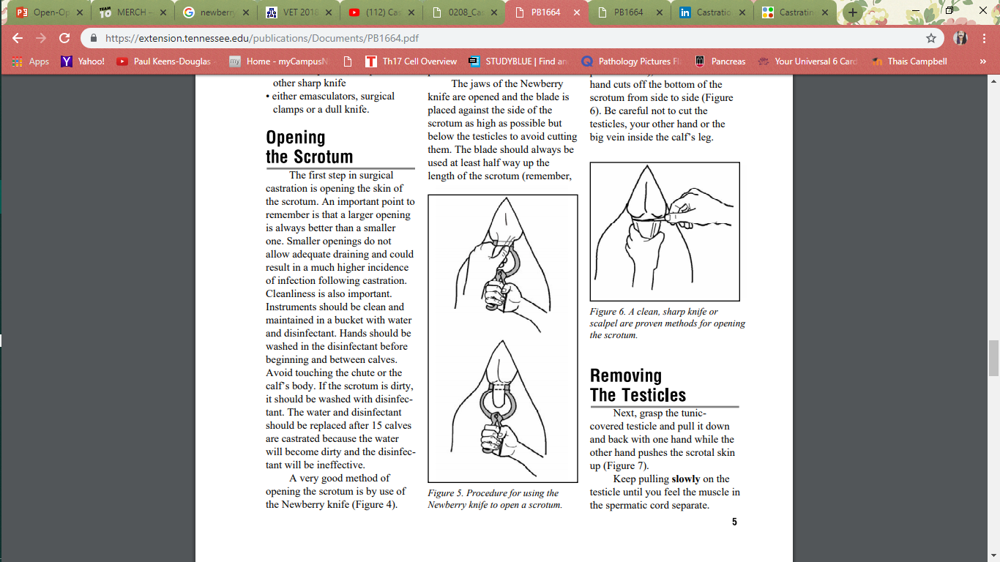 Open-Op
MERCH -
newberry
VET 2018
(112) Cas
0208_Cas
PB1664
PB1664
Castratio
Castratin
https://extension.tennessee.edu/publications/Documents/PB1664.pdf
Apps
Yahoo!
Paul Keens-Douglas
my
Home - myCampusN
Th17 Cell Overview
STUDYBLUE | Find an
Pathology Pictures Fl
Pancreas
Your Universal 6 Card
Thais Campbell
»
other sharp knife
• either emasculators, surgical
clamps or a dull knife.
Opening
the Scrotum
The first step in surgical
castration is opening the skin of
the scrotum. An important point to
remember is that a larger opening
is always better than a smaller
one. Smaller openings do not
allow adequate draining and could
result in a much higher incidence
of infection following castration.
Cleanliness is also important.
Instruments should be clean and
maintained in a bucket with water
and disinfectant. Hands should be
washed in the disinfectant before
beginning and between calves.
Avoid touching the chute or the
calf's body. If the scrotum is dirty,
it should be washed with disinfec-
tant. The water and disinfectant
should be replaced after 15 calves
are castrated because the water
will become dirty and the disinfec-
tant will be ineffective.
A very good method of
opening the scrotum is by use of
the Newberry knife (Figure 4).
The jaws of the Newberry
knife are opened and the blade is
placed against the side of the
scrotum as high as possible but
below the testicles to avoid cutting
them. The blade should always be
used at least half way up the
length of the scrotum (remember,
Figure 5. Procedure for using the
Newberry knife to open a scrotum.
hand cuts off the bottom of the
scrotum from side to side (Figure
6). Be careful not to cut the
testicles, your other hand or the
big vein inside the calf's leg.
Figure 6. A clean, sharp knife or
scalpel are proven methods for opening
the scrotum.
Removing
The Testicles
Next, grasp the tunic-
covered testicle and pull it down
and back with one hand while the
other hand pushes the scrotal skin
up (Figure 7).
Keep pulling slowly on the
testicle until you feel the muscle in
the spermatic cord separate.
5